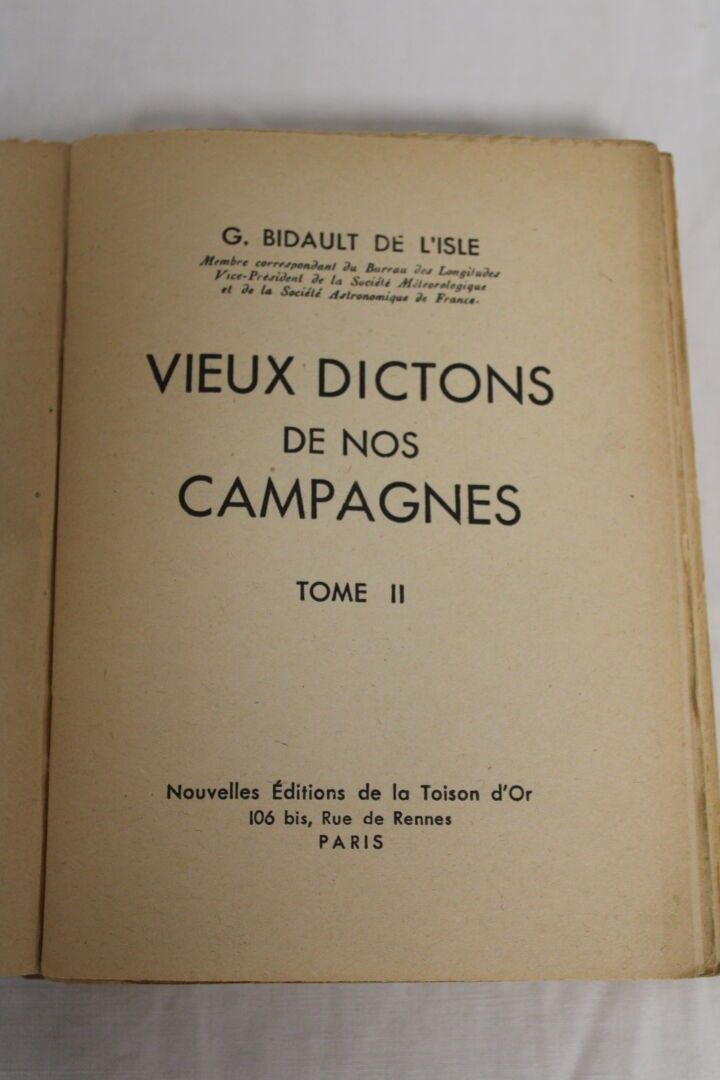 G. BIDAULT DE L'ISLE
Membre correspondant du Bureau des Longitudes
Vice-Président de la Société Météorologique
et de la Société Astronomique de France.
VIEUX DICTONS
DE NOS
CAMPAGNES
TOME II
Nouvelles Éditions de la Toison d'Or
106 bis, Rue de Rennes
PARIS